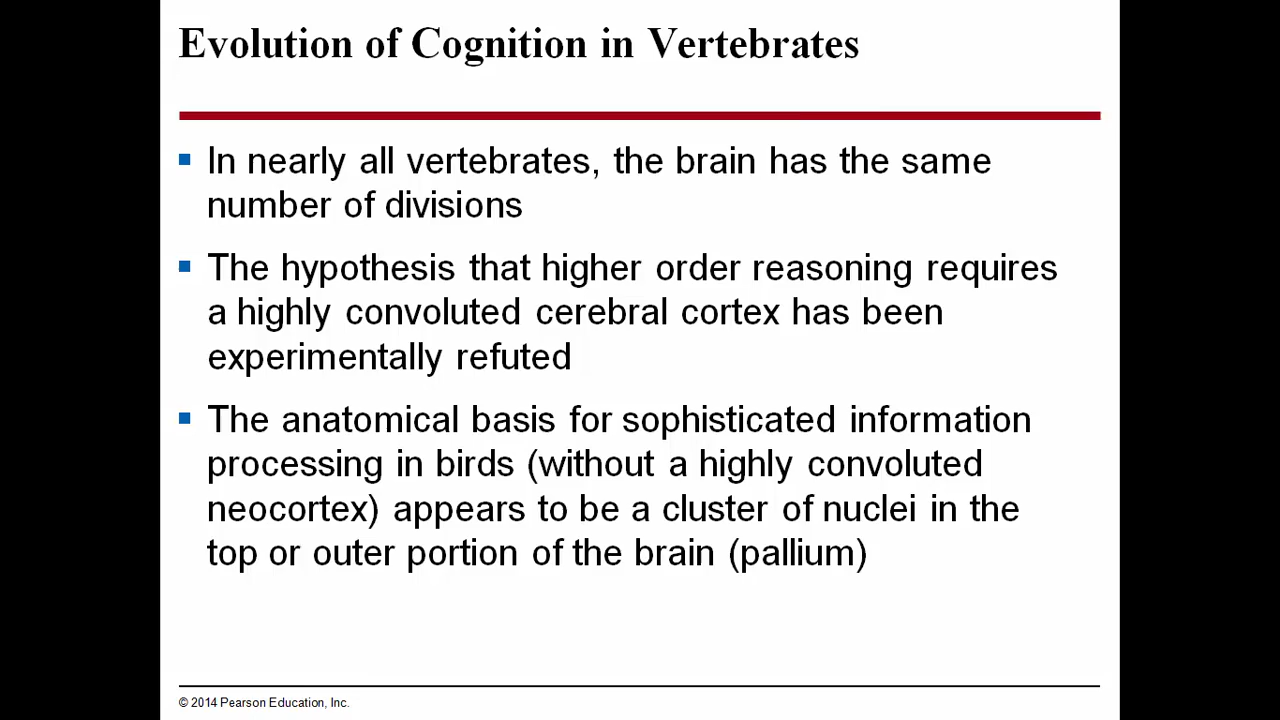 Evolution of Cognition in Vertebrates
In nearly all vertebrates, the brain has the same
number of divisions
The hypothesis that higher order reasoning requires
a highly convoluted cerebral cortex has been
experimentally refuted
The anatomical basis for sophisticated information
processing in birds (without a highly convoluted
neocortex) appears to be a cluster of nuclei in the
top or outer portion of the brain (pallium)
© 2014 Pearson Education, Inc.